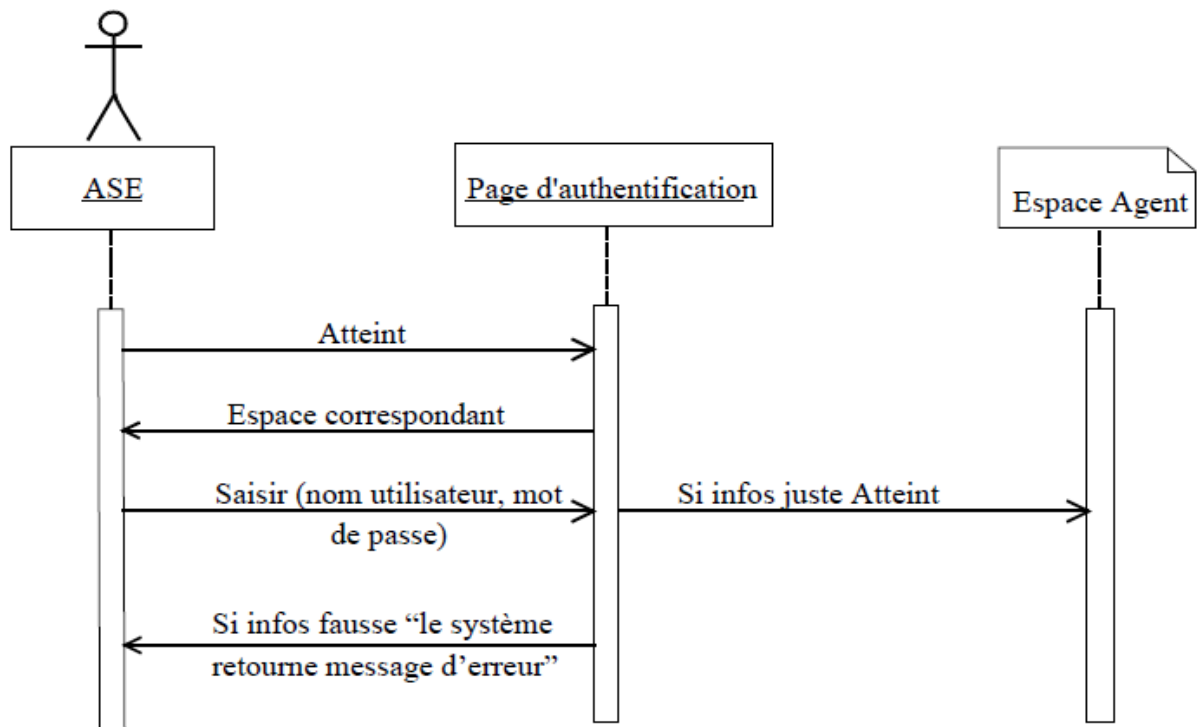 ASE
Page d'authentification
Espace Agent
Atteint
Espace correspondant
Saisir (nom utilisateur, mot
de passe)
Si infos juste Atteint
Si infos fausse “le système
retourne message d’erreur”